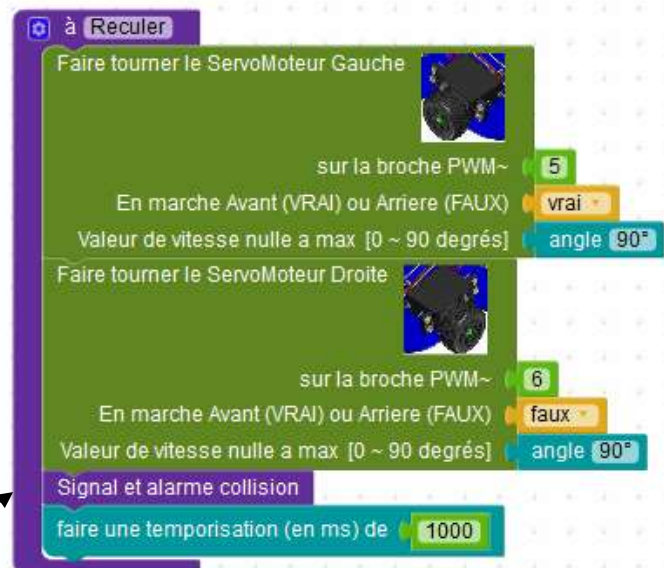 à Reculer
Faire tourner le ServoMoteur Gauche
sur la broche PWM~ 5
En marche Avant (VRAI) ou Arriere (FAUX) vrai
Valeur de vitesse nulle a max [0 ~ 90 degrés] angle 90°
Faire tourner le ServoMoteur Droite
sur la broche PWM~ 6
En marche Avant (VRAI) ou Arriere (FAUX) faux
Valeur de vitesse nulle a max [0 ~ 90 degrés] angle 90°
Signal et alarme collision
faire une temporisation (en ms) de 1000